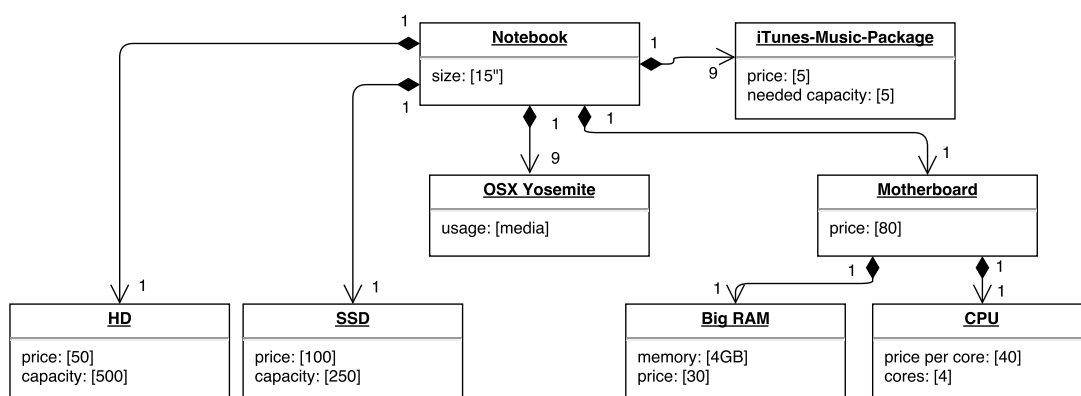 1
Notebook
1
iTunes-Music-Package
size: [15"]
9
price: [5]
needed capacity: [5]
1
1
1
9
1
OSX Yosemite
Motherboard
usage: [media]
price: [80]
1
1
1
1
1
1
HD
SSD
Big RAM
CPU
price: [50]
capacity: [500]
price: [100]
capacity: [250]
memory: [4GB]
price: [30]
price per core: [40]
cores: [4]